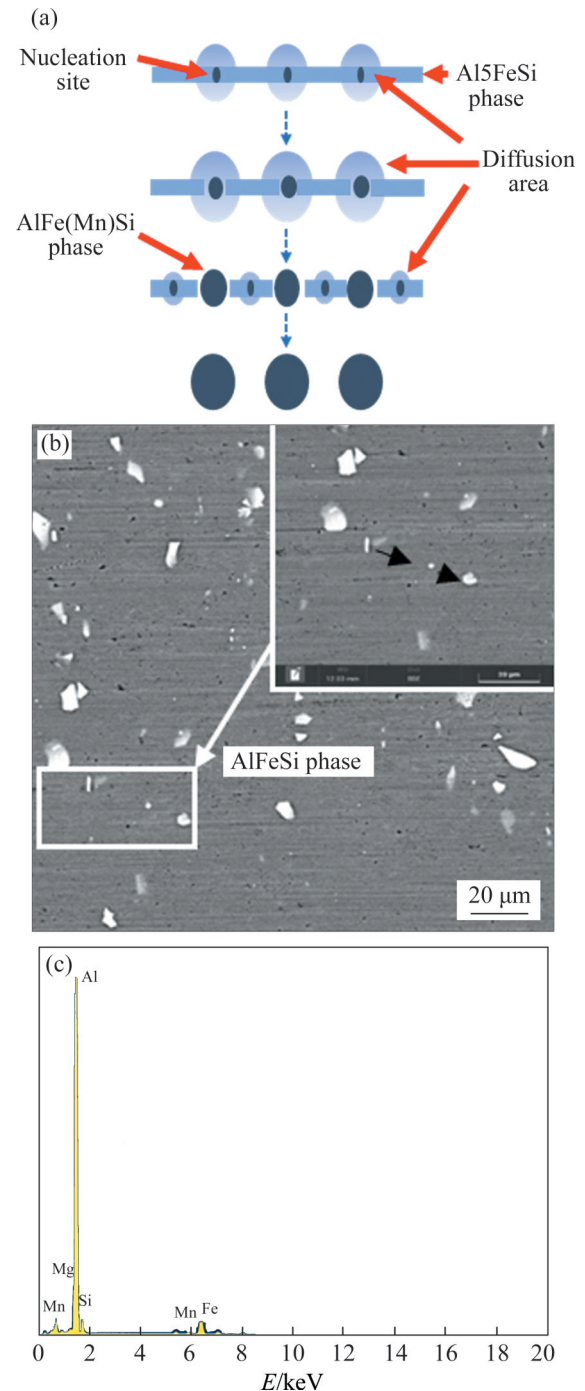 (a)
Nucleation
site
Al5FeSi
phase
Diffusion
area
AlFe(Mn)Si
phase
(b)
AlFeSi phase
20 μm
(c)
Al
Mg
Mn
Si
Mn
Fe
0 2 4 6 8 10 12 14 16 18 20
E/keV